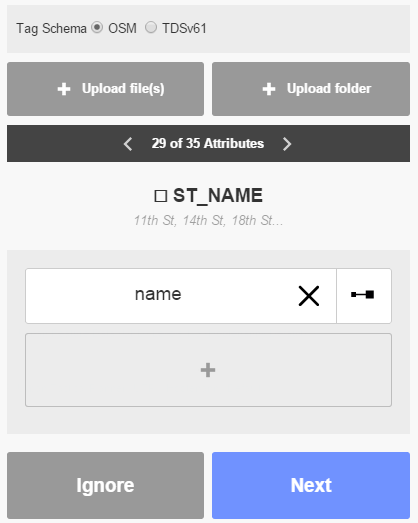 Tag Schema OSM TDSv61
Upload file(s) Upload folder
29 of 35 Attributes
ST_NAME
11th St, 14th St, 18th St...
name
Ignore Next